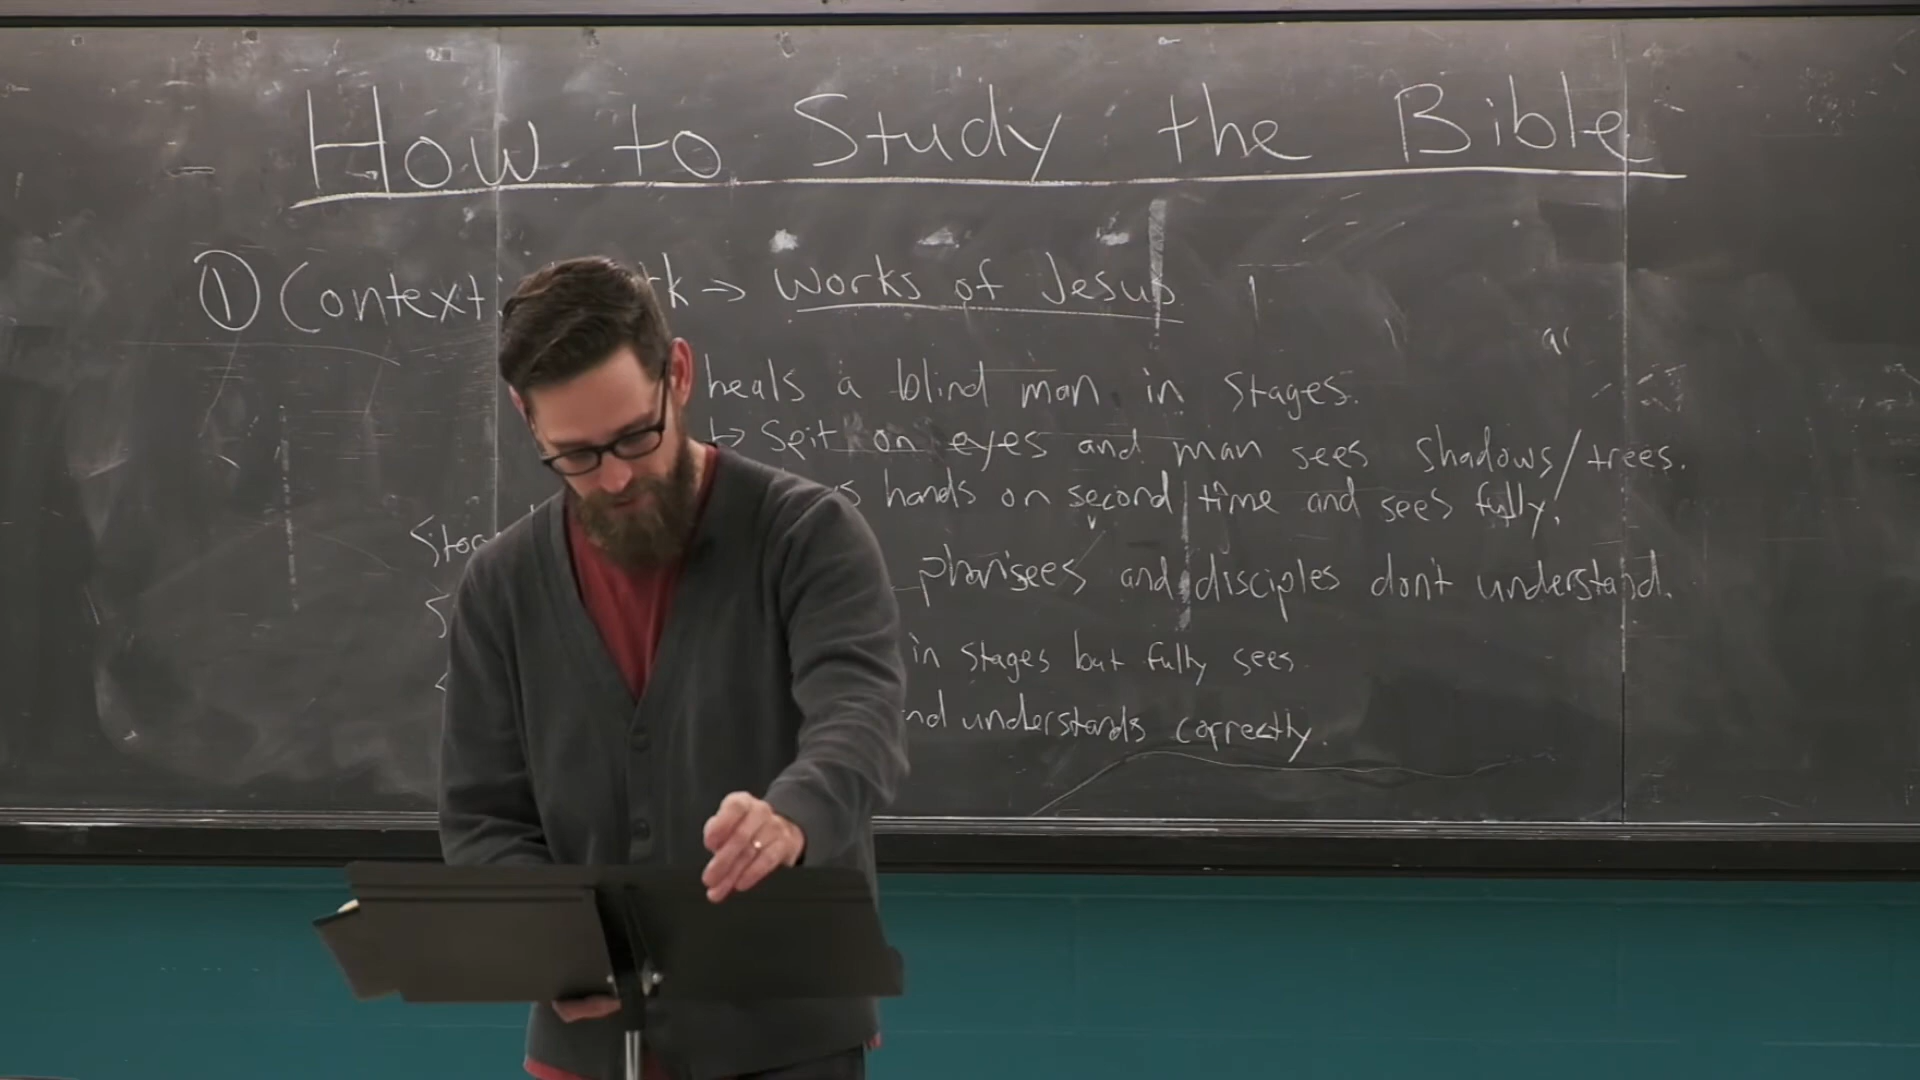 How to Study the Bible
① Context: → Works of Jesus
heals a blind man in stages.
↳ Spit on eyes and man sees shadows/trees.
hands on second time and sees fully.
pharisees and disciples don't understand.
in stages but fully sees
understands correctly.